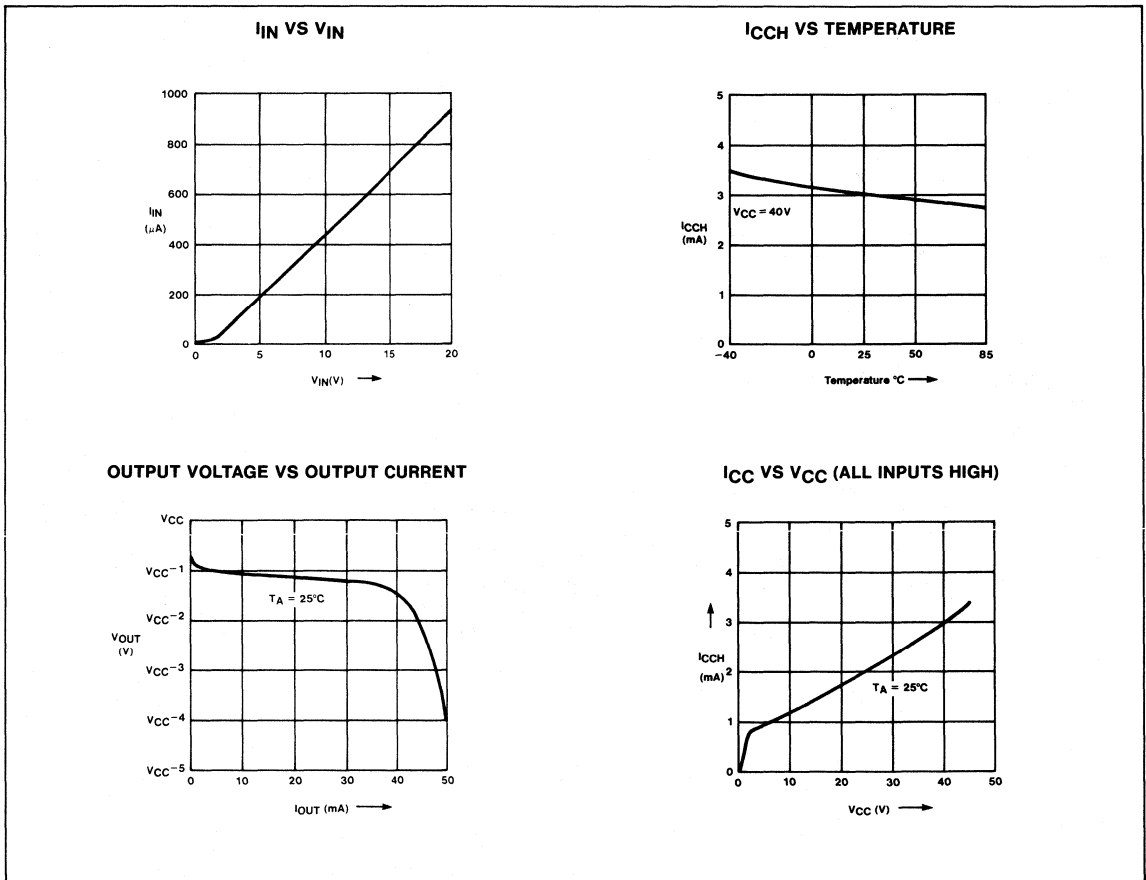 IIN VS VIN
1000
800
600
IIN
(μA)
400
200
0
0 5 10 15 20
VIN(V)
ICCH VS TEMPERATURE
5
4
3
VCC = 40V
ICCH
(mA)
2
1
0
−40 0 25 50 85
Temperature °C
OUTPUT VOLTAGE VS OUTPUT CURRENT
VCC
VCC−1
TA = 25°C
VCC−2
VOUT
(V)
VCC−3
VCC−4
VCC−5
0 10 20 30 40 50
IOUT (mA)
ICC VS VCC (ALL INPUTS HIGH)
5
4
3
ICCH
(mA)
2
TA = 25°C
1
0
0 10 20 30 40 50
VCC (V)